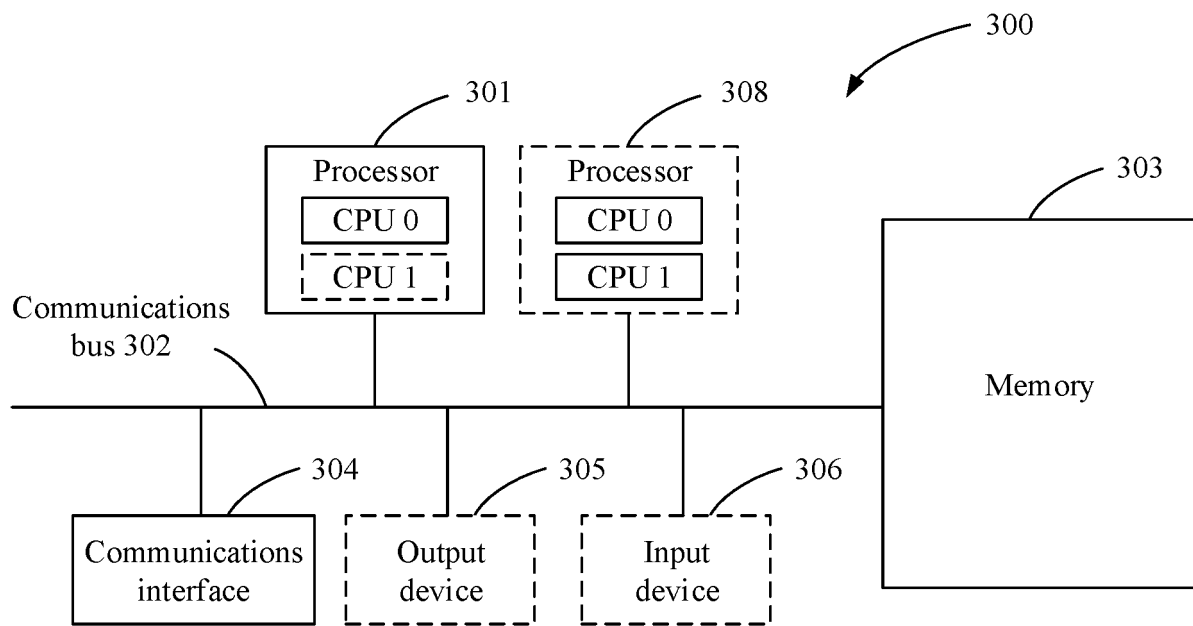 300
301
308
Processor
CPU 0
CPU 1
Processor
CPU 0
CPU 1
303
Communications
bus 302
Memory
304
305
306
Communications
interface
Output
device
Input
device